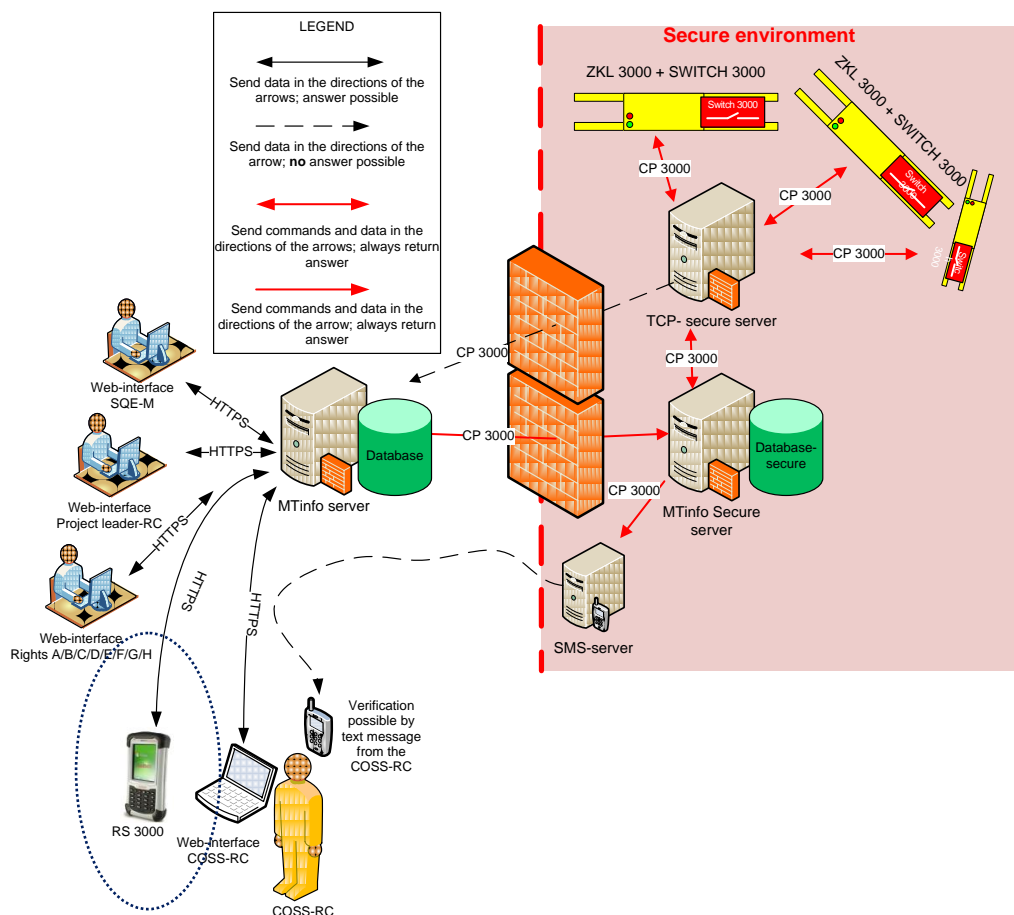 LEGEND
Send data in the directions of the
arrows; answer possible
Send data in the directions of the
arrow; no answer possible
Send commands and data in the
directions of the arrows; always return
answer
Send commands and data in the
directions of the arrow; always return
answer
Secure environment
ZKL 3000 + SWITCH 3000
Switch 3000
ZKL 3000 + SWITCH 3000
Switch
3000
Switch
3000
CP 3000
CP 3000
CP 3000
TCP- secure server
CP 3000
CP 3000
CP 3000
CP 3000
Web-interface
SQE-M
HTTPS
Web-interface
Project leader-RC
HTTPS
HTTPS
Web-interface
Rights A/B/C/D/E/F/G/H
HTTPS
HTTPS
MTinfo server
Database
Database-
secure
MTinfo Secure
server
SMS-server
Verification
possible by
text message
from the
COSS-RC
RS 3000
Web-interface
COSS-RC
COSS-RC